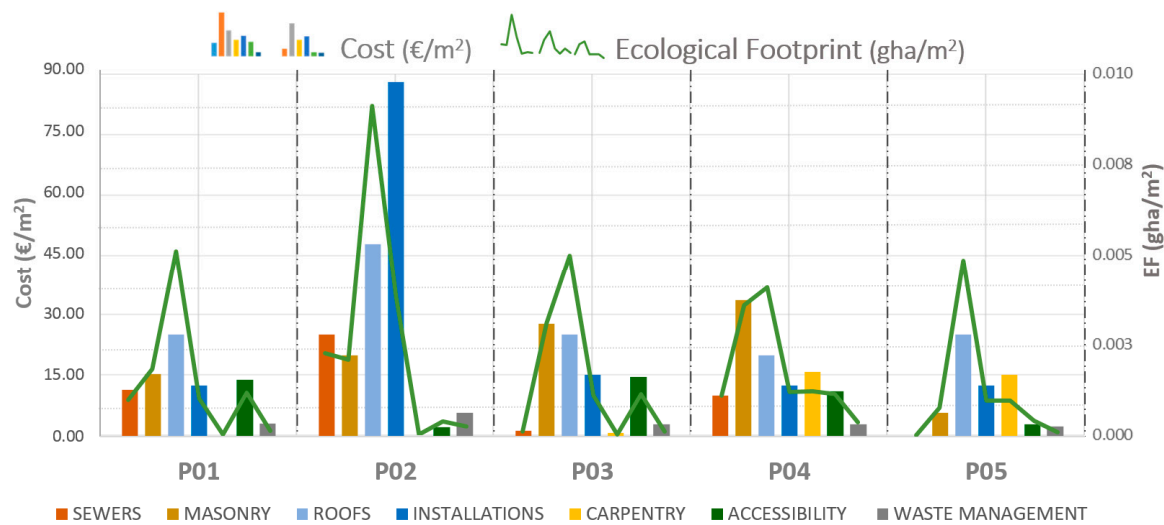 Cost (€/m²) Ecological Footprint (gha/m²)
90.00 0.010
75.00
0.008
60.00
45.00 0.005
30.00
0.003
15.00
0.00 0.000
Cost (€/m²)
EF (gha/m²)
P01 P02 P03 P04 P05
SEWERS MASONRY ROOFS INSTALLATIONS CARPENTRY ACCESSIBILITY WASTE MANAGEMENT